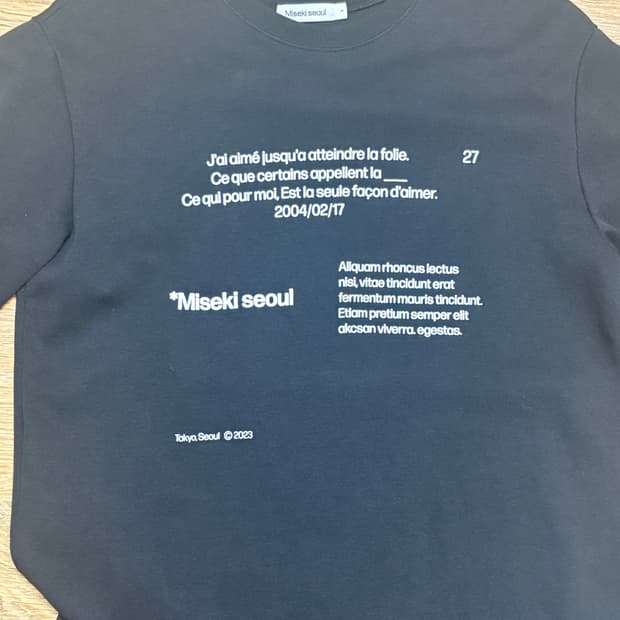 Miseki seoul
J'ai aimé jusqu'a atteindre la folie.
27
Ce que certains appellent la ___
Ce qui pour moi, Est la seule façon d'aimer.
2004/02/17
Aliquam rhoncus lectus
nisl, vitae tincidunt erat
fermentum mauris tincidunt.
Etiam pretium semper elit
akcsan viverra. egestas.
*Miseki seoul
Tokyo, Seoul ©2023